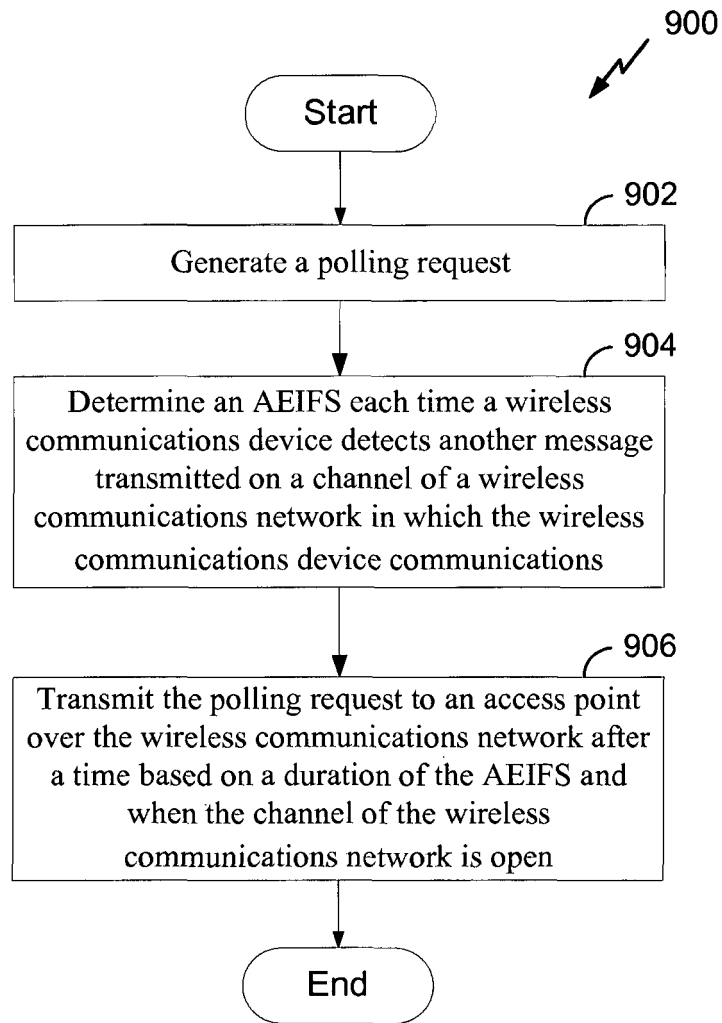 900
Start
902
Generate a polling request
904
Determine an AEIFS each time a wireless
communications device detects another message
transmitted on a channel of a wireless
communications network in which the wireless
communications device communications
906
Transmit the polling request to an access point
over the wireless communications network after
a time based on a duration of the AEIFS and
when the channel of the wireless
communications network is open
End